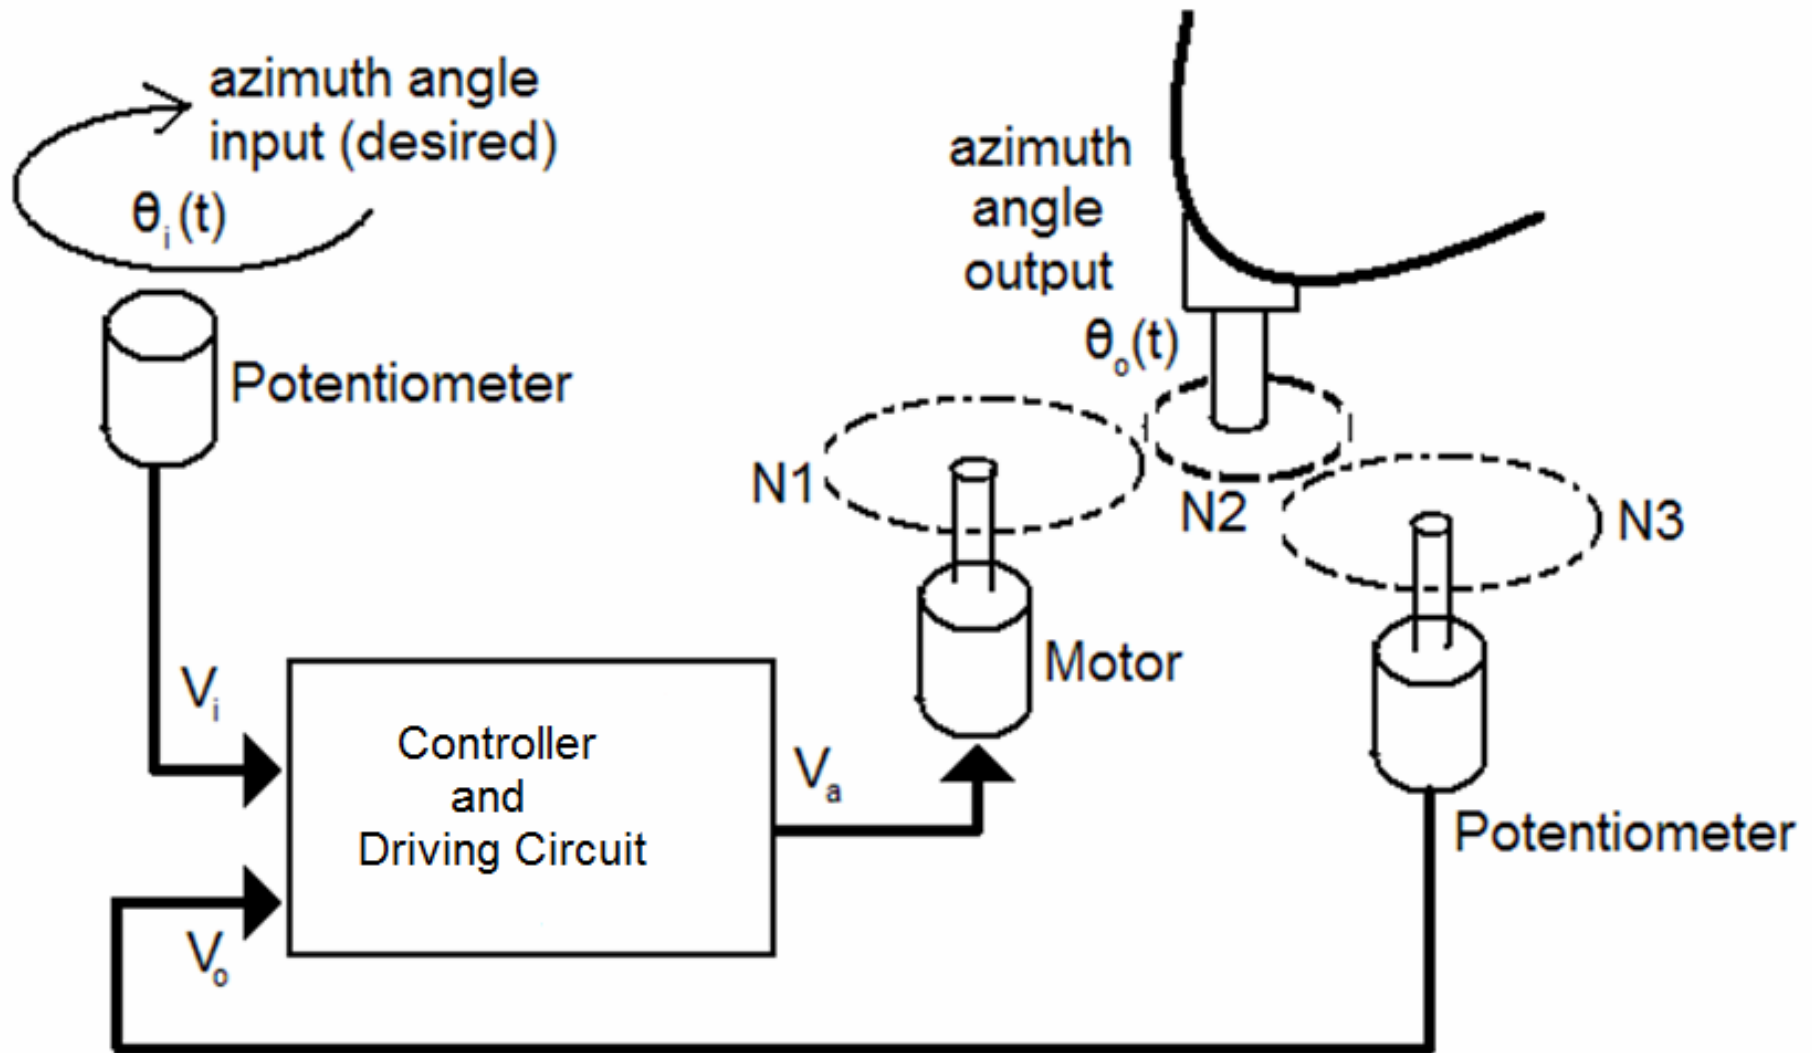 azimuth angle
input (desired)
θi(t)
Potentiometer
azimuth
angle
output
θo(t)
N1
N2
N3
Motor
Potentiometer
Vi
Controller
and
Driving Circuit
Va
Vo